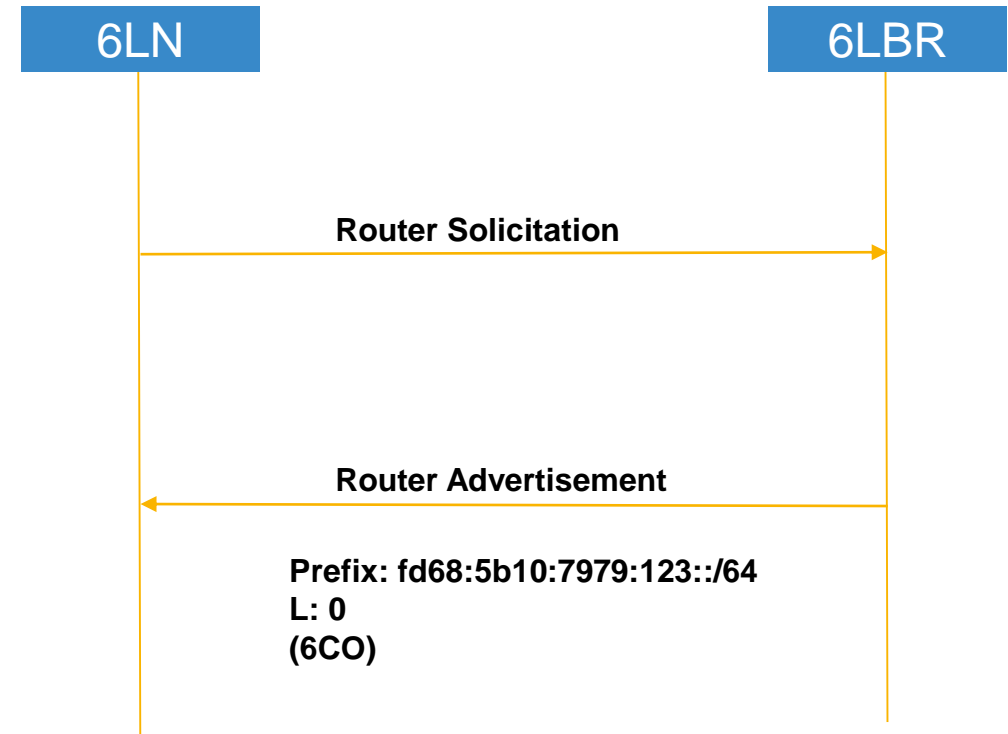 6LN
6LBR
Router Solicitation
Router Advertisement
Prefix: fd68:5b10:7979:123::/64
L: 0
(6CO)